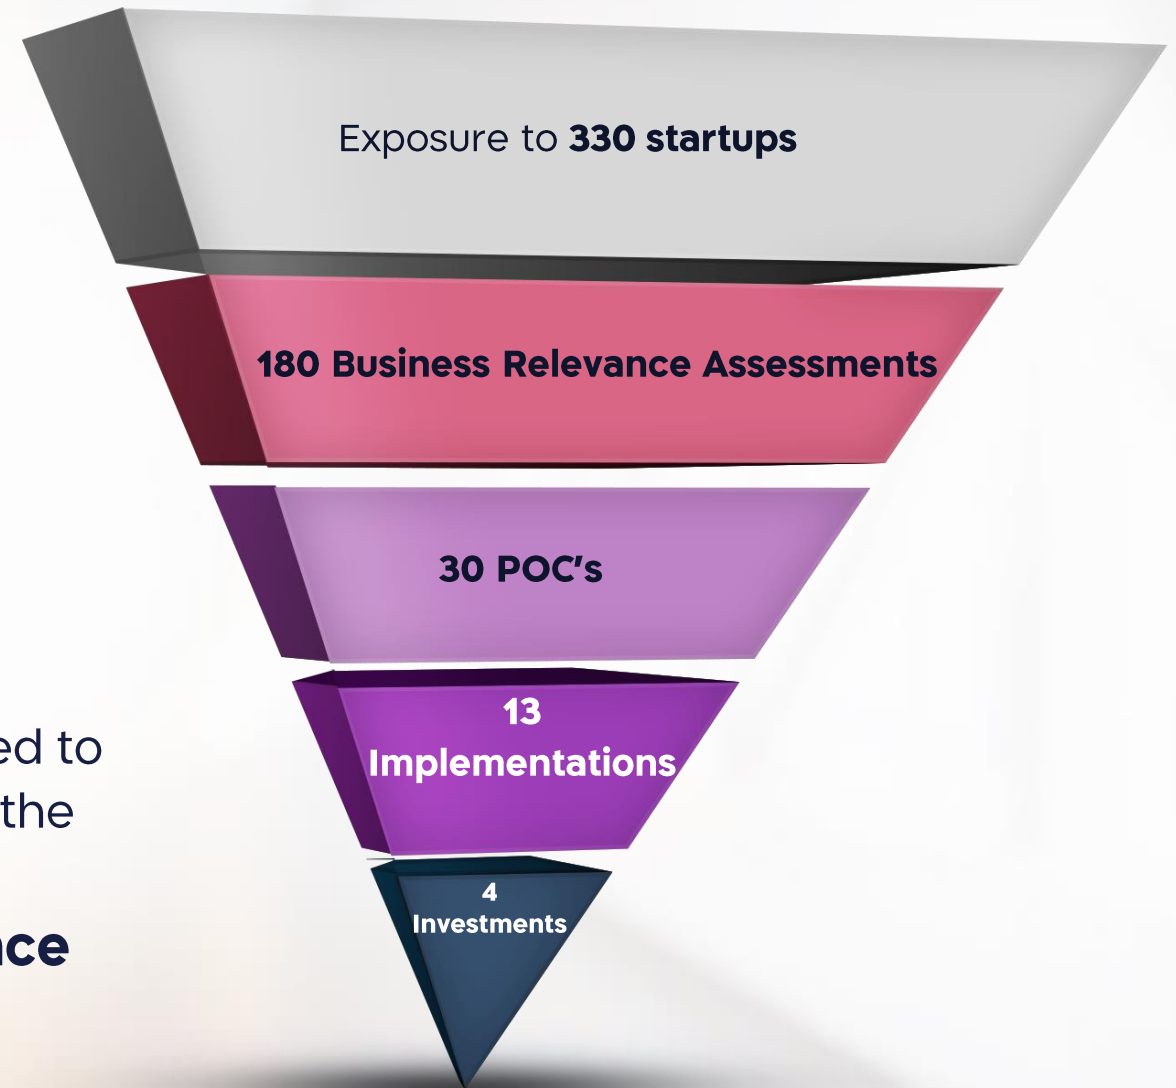 Exposure to 330 startups
180 Business Relevance Assessments
30 POC's
13
Implementations
4
Investments
ed to
the
ce